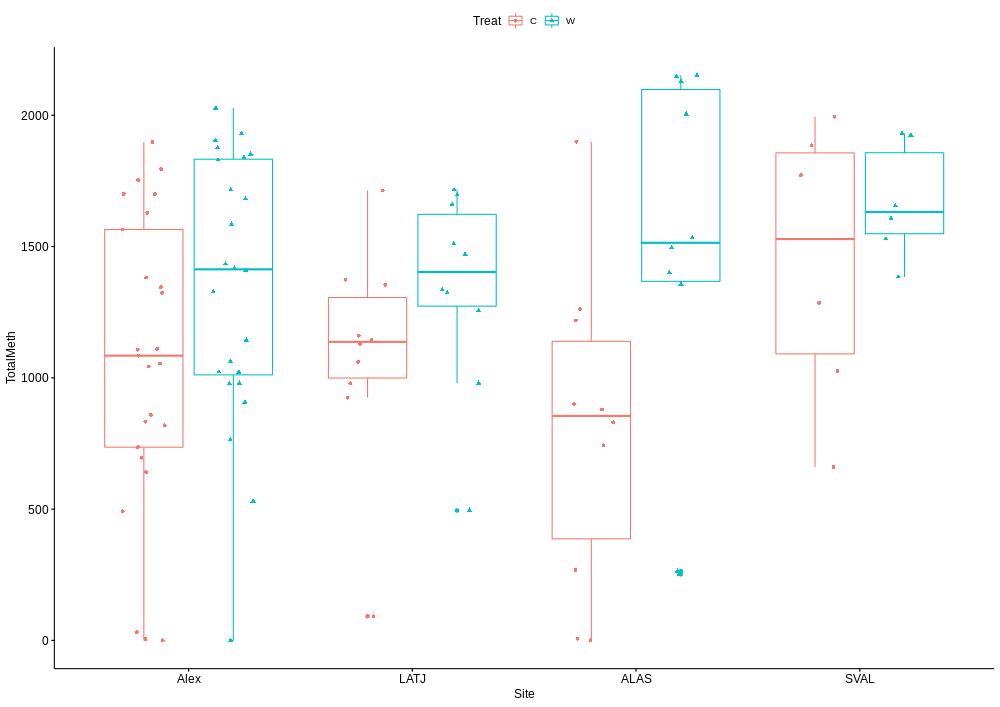 Treat C W
TotalMeth
2000
1500
1000
500
0
Alex LATJ ALAS SVAL
Site